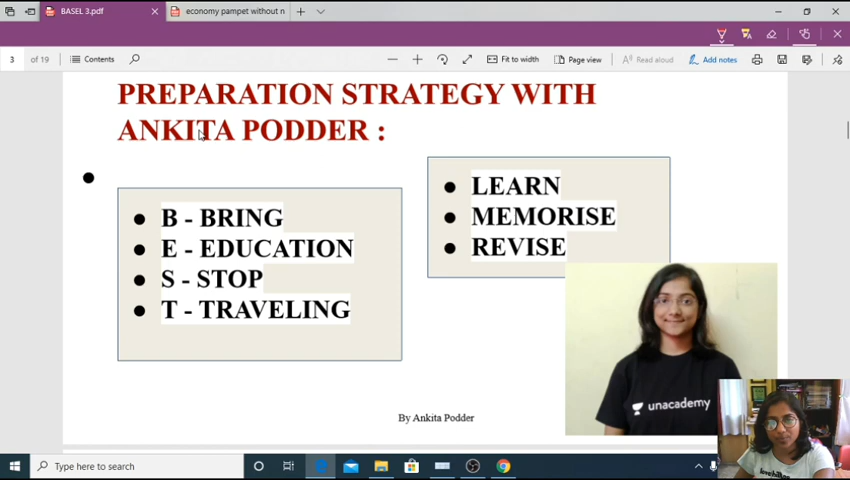 BASEL 3.pdf
economy pampet without n
3 of 19
Contents
Fit to width
Page view
Read aloud
Add notes
PREPARATION STRATEGY WITH
ANKITA PODDER :
B - BRING
E - EDUCATION
S - STOP
T - TRAVELING
LEARN
MEMORISE
REVISE
unacademy
By Ankita Podder
Type here to search